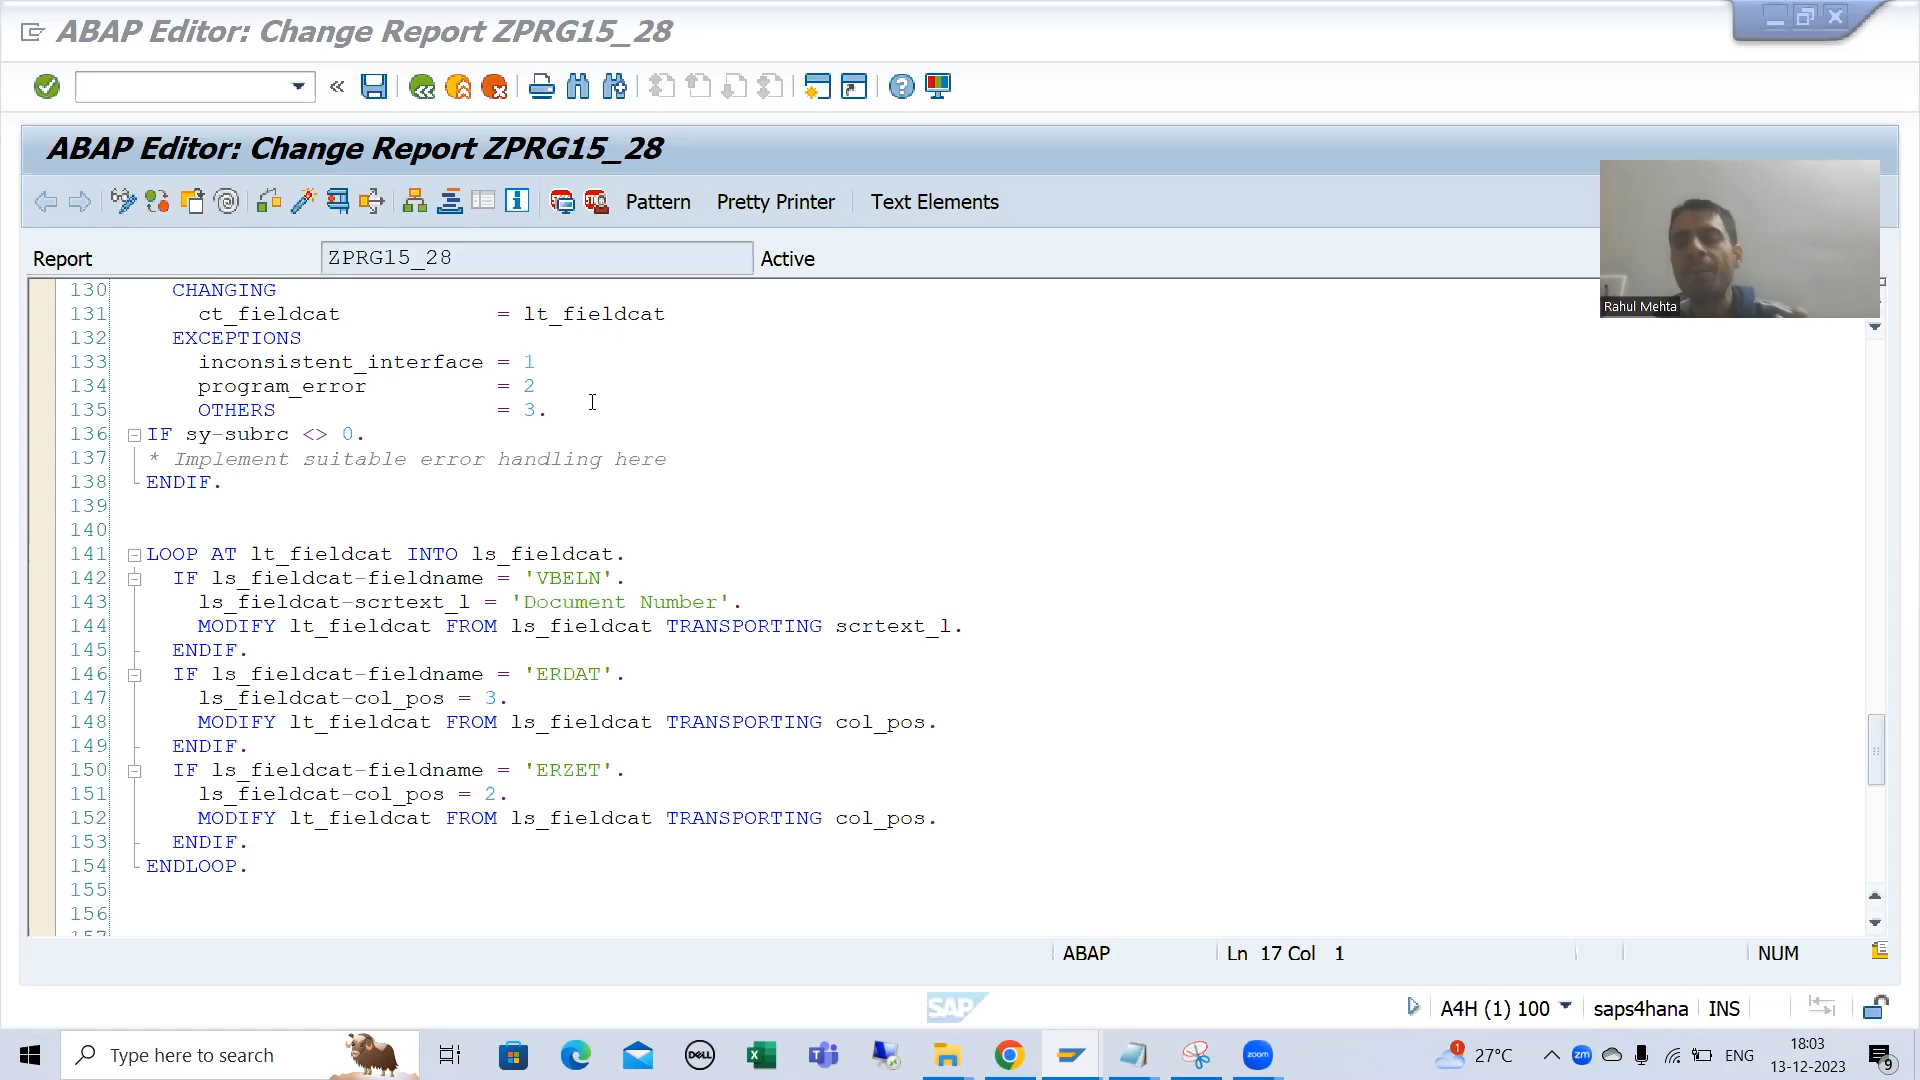 ABAP Editor: Change Report ZPRG15_28
ABAP Editor: Change Report ZPRG15_28
Pattern Pretty Printer Text Elements
Report ZPRG15_28 Active
130 CHANGING
131 ct_fieldcat = lt_fieldcat
132 EXCEPTIONS
133 inconsistent_interface = 1
134 program_error = 2
135 OTHERS = 3.
136 IF sy-subrc <> 0.
137 * Implement suitable error handling here
138 ENDIF.
139
140
141 LOOP AT lt_fieldcat INTO ls_fieldcat.
142 IF ls_fieldcat-fieldname = 'VBELN'.
143 ls_fieldcat-scrtext_l = 'Document Number'.
144 MODIFY lt_fieldcat FROM ls_fieldcat TRANSPORTING scrtext_l.
145 ENDIF.
146 IF ls_fieldcat-fieldname = 'ERDAT'.
147 ls_fieldcat-col_pos = 3.
148 MODIFY lt_fieldcat FROM ls_fieldcat TRANSPORTING col_pos.
149 ENDIF.
150 IF ls_fieldcat-fieldname = 'ERZET'.
151 ls_fieldcat-col_pos = 2.
152 MODIFY lt_fieldcat FROM ls_fieldcat TRANSPORTING col_pos.
153 ENDIF.
154 ENDLOOP.
155
156
157
Rahul Mehta
ABAP Ln 17 Col 1 NUM
SAP A4H (1) 100 saps4hana INS
Type here to search DELL zoom 1 27°C zm ENG 18:03
13-12-2023 9